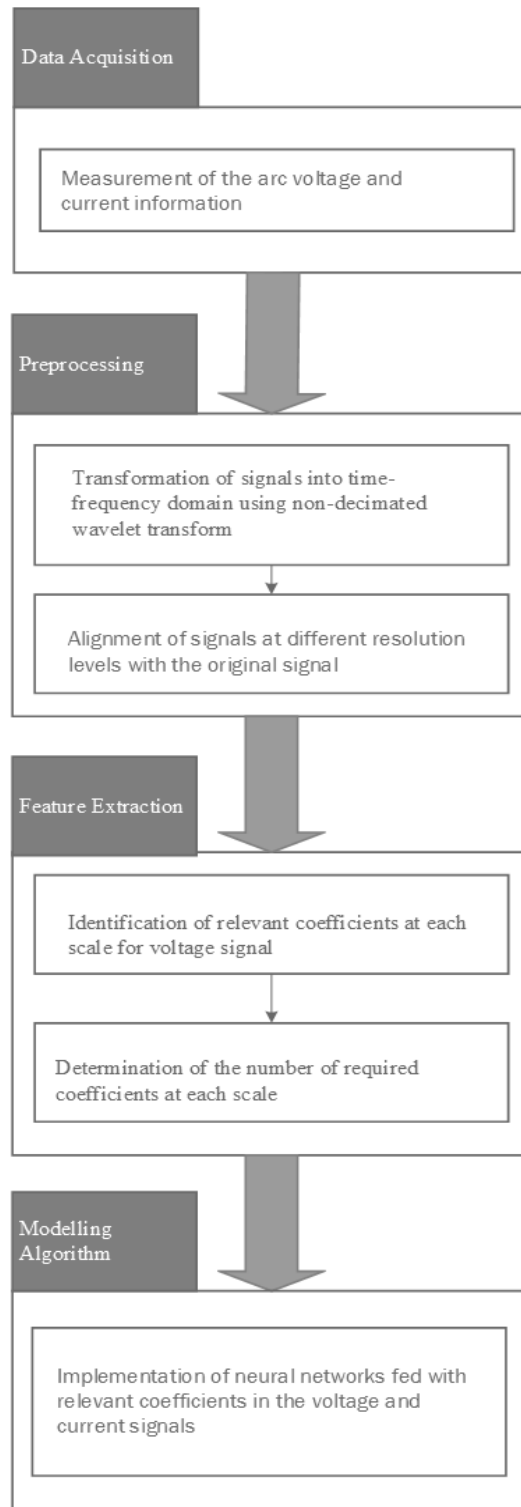 Data Acquisition
Measurement of the arc voltage and
current information
Preprocessing
Transformation of signals into time-
frequency domain using non-decimated
wavelet transform
Alignment of signals at different resolution
levels with the original signal
Feature Extraction
Identification of relevant coefficients at each
scale for voltage signal
Determination of the number of required
coefficients at each scale
Modelling
Algorithm
Implementation of neural networks fed with
relevant coefficients in the voltage and
current signals